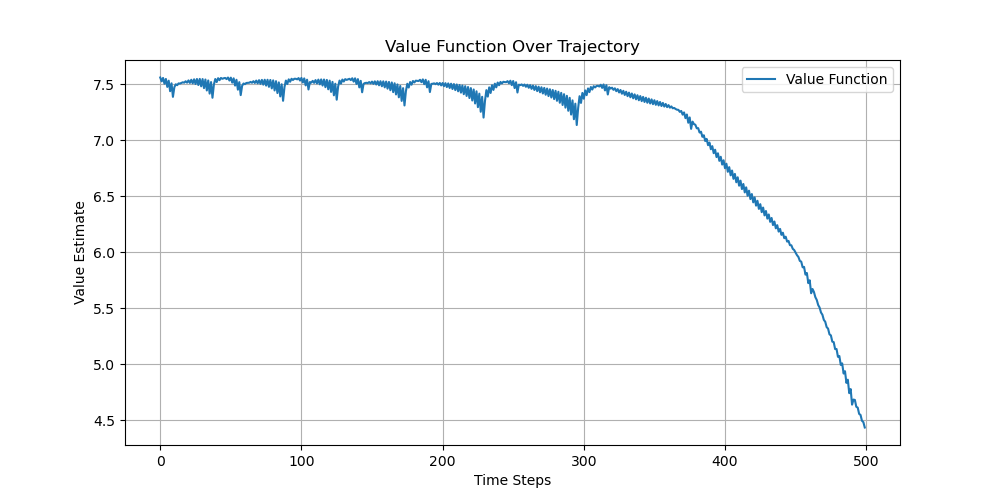 Value Function Over Trajectory
Value Function
7.5
7.0
6.5
6.0
5.5
5.0
4.5
Value Estimate
0 100 200 300 400 500
Time Steps